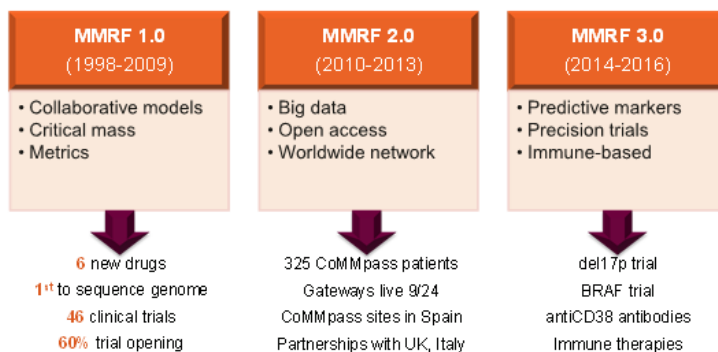 MMRF 1.0
(1998-2009)
• Collaborative models
• Critical mass
• Metrics
6 new drugs
1st to sequence genome
46 clinical trials
60% trial opening
MMRF 2.0
(2010-2013)
• Big data
• Open access
• Worldwide network
325 CoMMpass patients
Gateways live 9/24
CoMMpass sites in Spain
Partnerships with UK, Italy
MMRF 3.0
(2014-2016)
• Predictive markers
• Precision trials
• Immune-based
del17p trial
BRAF trial
antiCD38 antibodies
Immune therapies